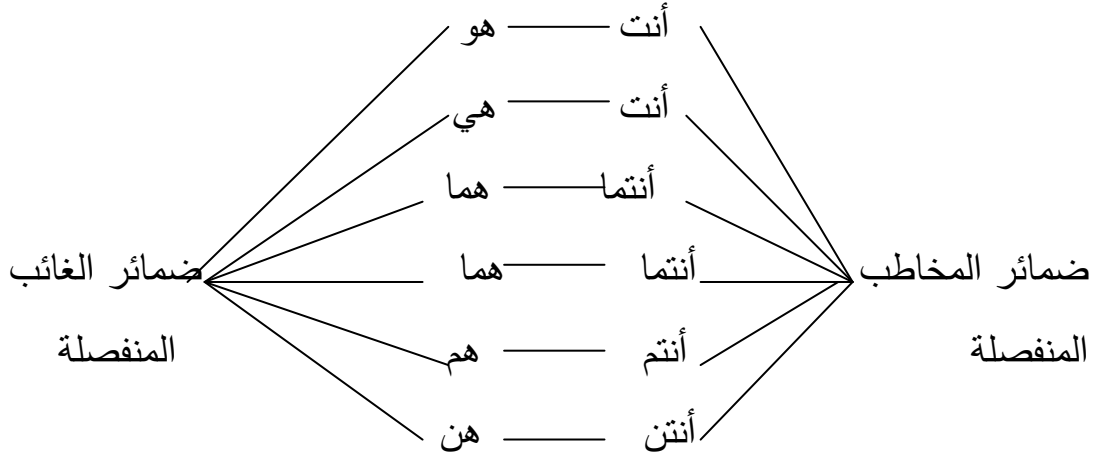 أنت هو
أنت هي
أنتما هما
ضمائر المخاطب أنتما هما ضمائر الغائب
المنفصلة أنتم هم المنفصلة
أنتن هن